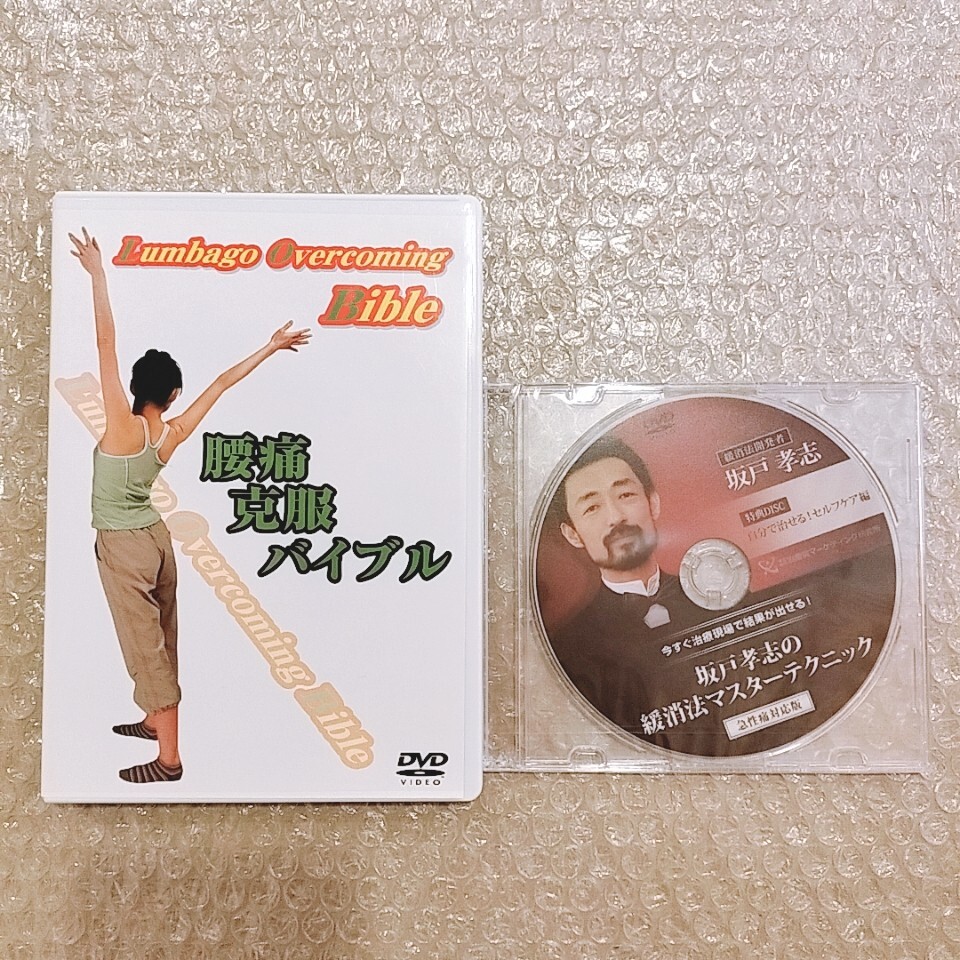 Lumbago Overcoming
Bible
腰痛
克服
バイブル
DVD
VIDEO
緩消法開発者
坂戸 孝志
特典DISC
自分で治せる!セルフケア編
今すぐ治療現場で結果が出せる!
坂戸孝志の
緩消法マスターテクニック
急性痛対応版